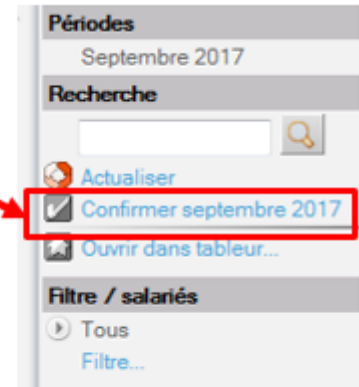 Périodes
Septembre 2017
Recherche
Actualiser
Confirmer septembre 2017
Ouvrir dans tableur...
Filtre / salariés
Tous
Filtre...